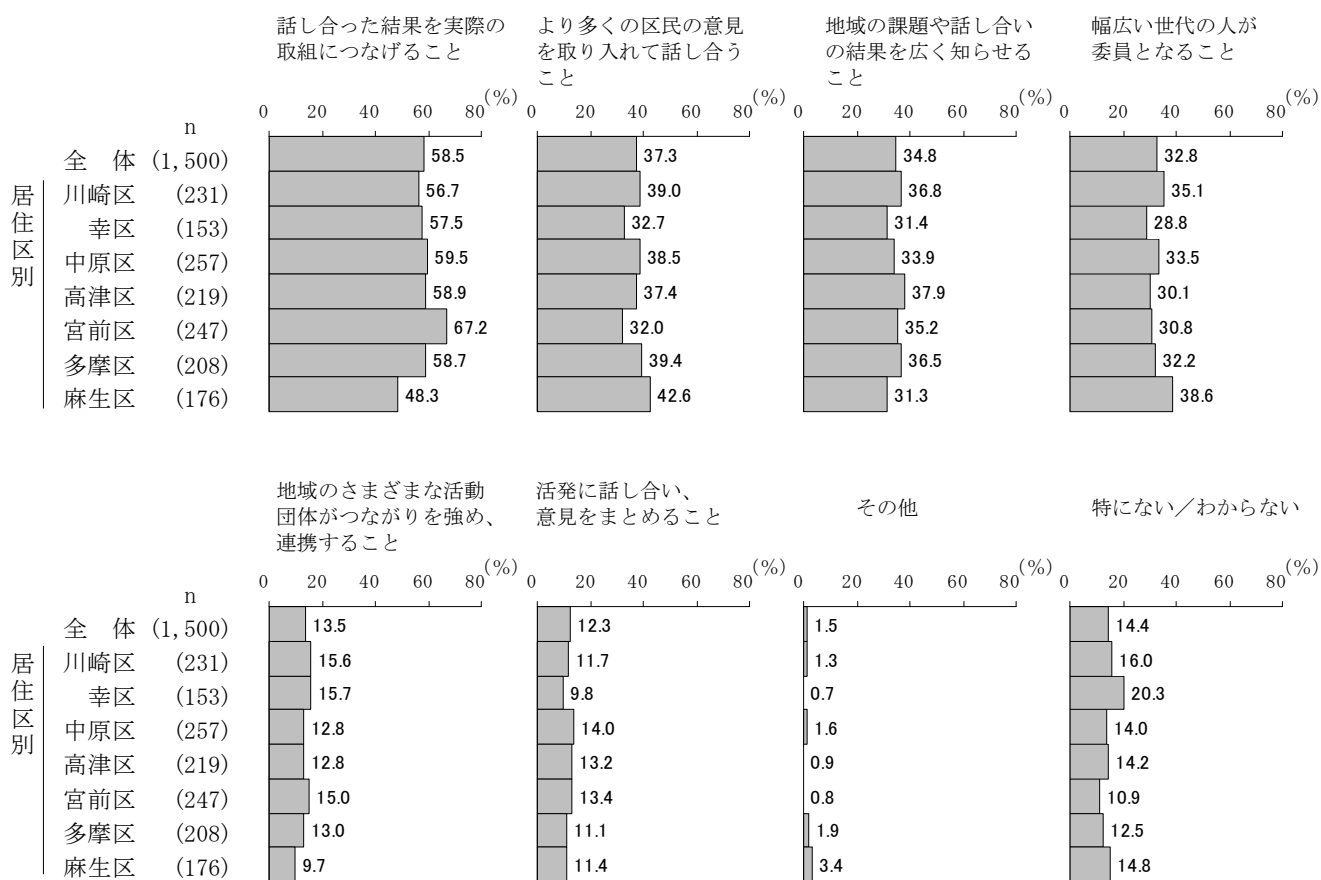 話し合った結果を実際の
取組につなげること
より多くの区民の意見
を取り入れて話し合う
こと
地域の課題や話し合い
の結果を広く知らせる
こと
幅広い世代の人が
委員となること
0 20 40 60 80 (%) 0 20 40 60 80 (%) 0 20 40 60 80 (%) 0 20 40 60 80 (%)
n
居住区別
全 体 (1,500) 58.5 37.3 34.8 32.8
川崎区 (231) 56.7 39.0 36.8 35.1
幸区 (153) 57.5 32.7 31.4 28.8
中原区 (257) 59.5 38.5 33.9 33.5
高津区 (219) 58.9 37.4 37.9 30.1
宮前区 (247) 67.2 32.0 35.2 30.8
多摩区 (208) 58.7 39.4 36.5 32.2
麻生区 (176) 48.3 42.6 31.3 38.6
地域のさまざまな活動
団体がつながりを強め、
連携すること
活発に話し合い、
意見をまとめること
その他
特にない／わからない
0 20 40 60 80 (%) 0 20 40 60 80 (%) 0 20 40 60 80 (%) 0 20 40 60 80 (%)
n
居住区別
全 体 (1,500) 13.5 12.3 1.5 14.4
川崎区 (231) 15.6 11.7 1.3 16.0
幸区 (153) 15.7 9.8 0.7 20.3
中原区 (257) 12.8 14.0 1.6 14.0
高津区 (219) 12.8 13.2 0.9 14.2
宮前区 (247) 15.0 13.4 0.8 10.9
多摩区 (208) 13.0 11.1 1.9 12.5
麻生区 (176) 9.7 11.4 3.4 14.8